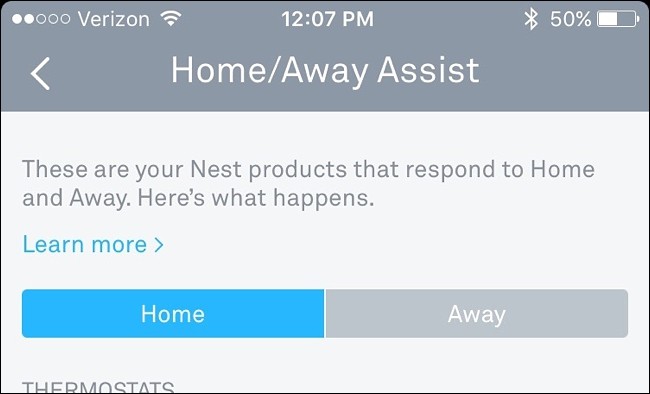 Verizon 12:07 PM 50%
Home/Away Assist
These are your Nest products that respond to Home
and Away. Here’s what happens.
Learn more >
Home Away
THERMOSTATS